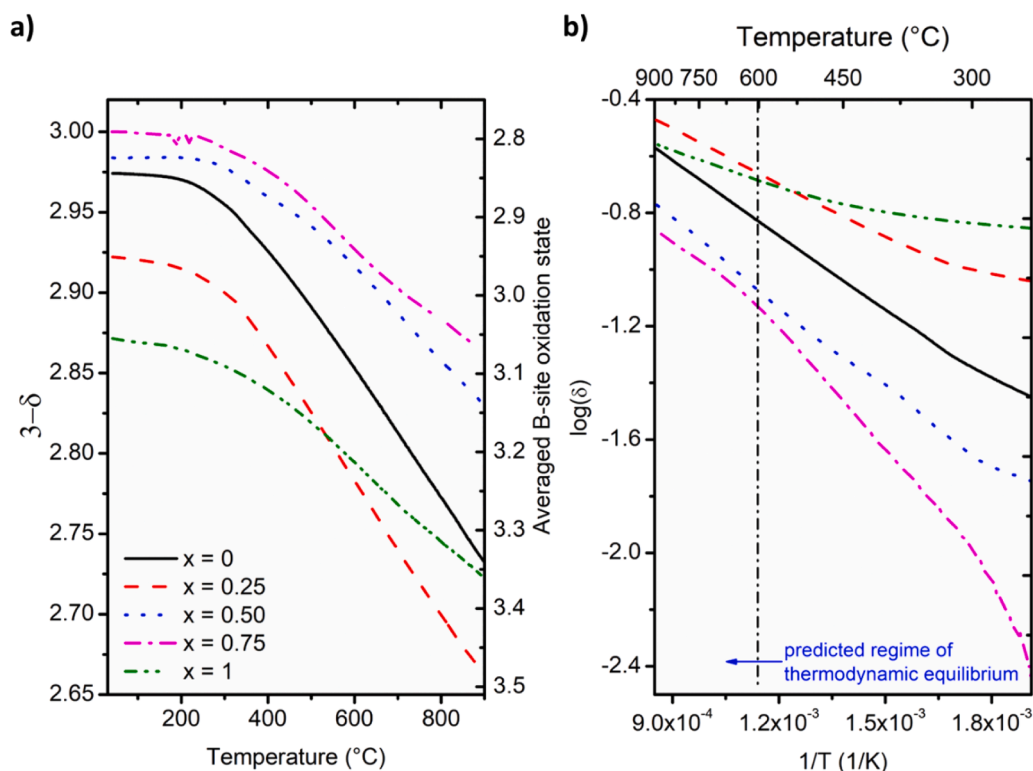 a)
3.00
2.95
2.90
2.85
2.80
2.75
2.70
2.65
3−δ
200
400
600
800
Temperature (°C)
2.8
2.9
3.0
3.1
3.2
3.3
3.4
3.5
Averaged B-site oxidation state
x = 0
x = 0.25
x = 0.50
x = 0.75
x = 1
b)
Temperature (°C)
900 750 600 450 300
-0.4
-0.8
-1.2
-1.6
-2.0
-2.4
log(δ)
predicted regime of
thermodynamic equilibrium
9.0x10⁻⁴ 1.2x10⁻³ 1.5x10⁻³ 1.8x10⁻³
1/T (1/K)